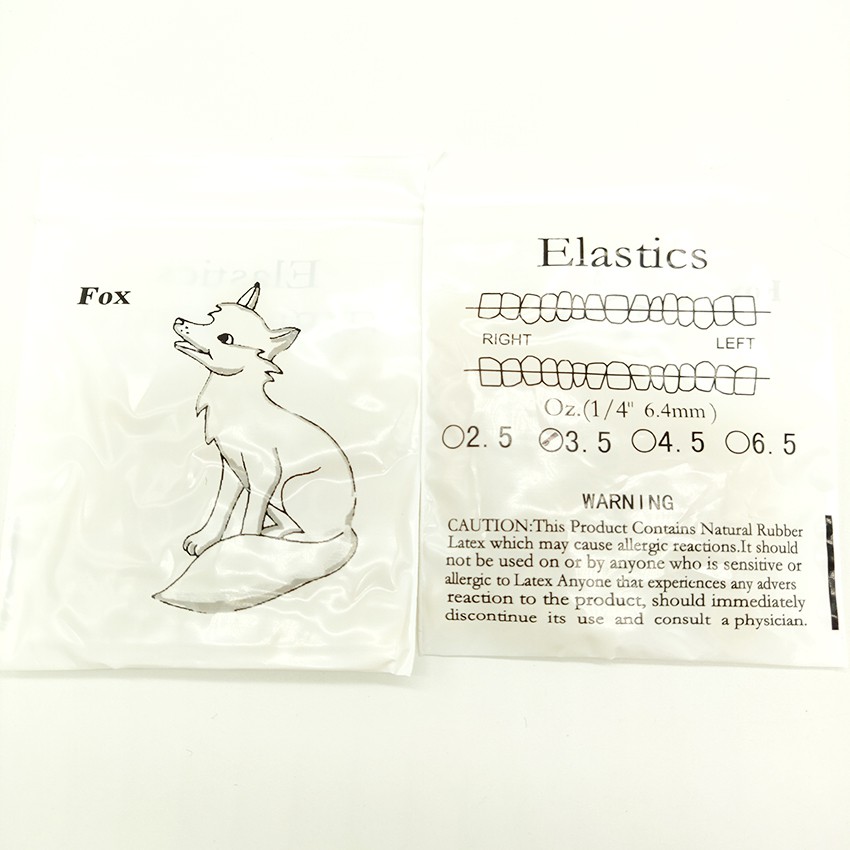 Fox
Elastics
RIGHT LEFT
Oz.(1/4" 6.4mm)
2.5 3.5 4.5 6.5
WARNING
CAUTION:This Product Contains Natural Rubber
Latex which may cause allergic reactions.It should
not be used on or by anyone who is sensitive or
allergic to Latex Anyone that experiences any advers
reaction to the product, should immediately
discontinue its use and consult a physician.